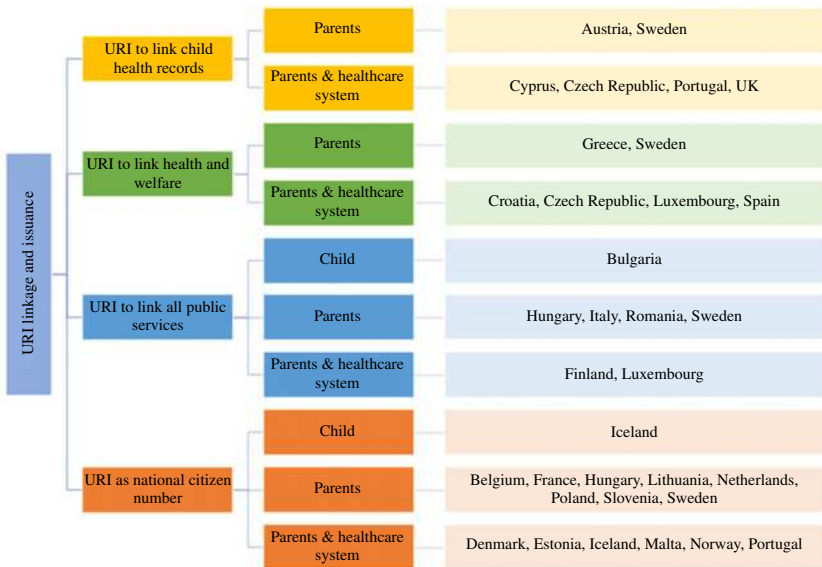 URI linkage and issuance
URI to link child
health records
Parents
Austria, Sweden
Parents & healthcare
system
Cyprus, Czech Republic, Portugal, UK
URI to link health and
welfare
Parents
Greece, Sweden
Parents & healthcare
system
Croatia, Czech Republic, Luxembourg, Spain
URI to link all public
services
Child
Bulgaria
Parents
Hungary, Italy, Romania, Sweden
Parents & healthcare
system
Finland, Luxembourg
URI as national citizen
number
Child
Iceland
Parents
Belgium, France, Hungary, Lithuania, Netherlands,
Poland, Slovenia, Sweden
Parents & healthcare
system
Denmark, Estonia, Iceland, Malta, Norway, Portugal